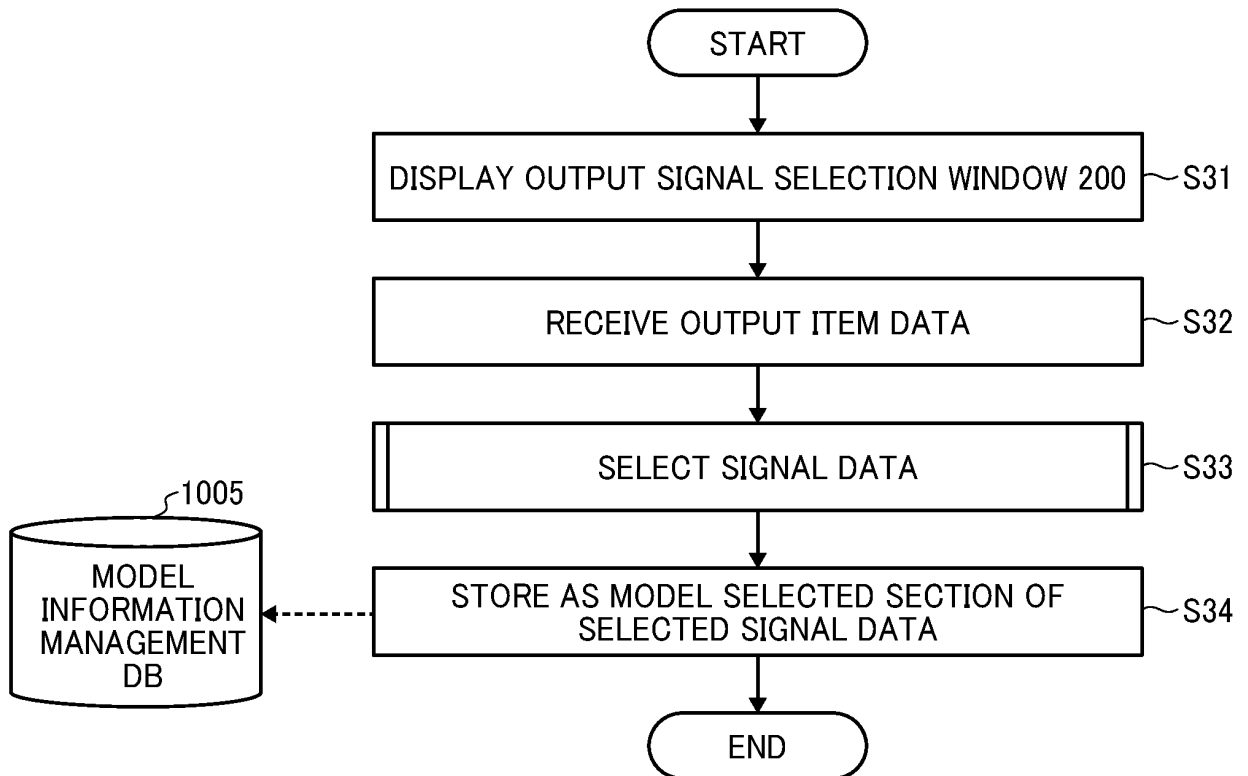 START
DISPLAY OUTPUT SIGNAL SELECTION WINDOW 200
S31
RECEIVE OUTPUT ITEM DATA
S32
SELECT SIGNAL DATA
S33
1005
MODEL
INFORMATION
MANAGEMENT
DB
STORE AS MODEL SELECTED SECTION OF
SELECTED SIGNAL DATA
S34
END